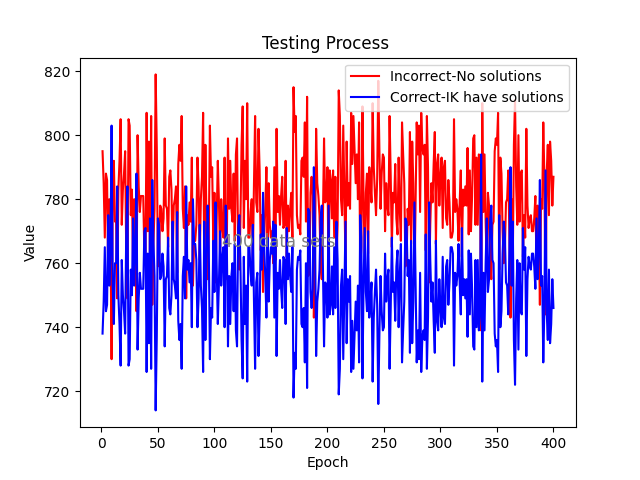 Testing Process
Incorrect-No solutions
Correct-IK have solutions
820
800
780
760
740
720
Value
400 data sets
0
50
100
150
200
250
300
350
400
Epoch